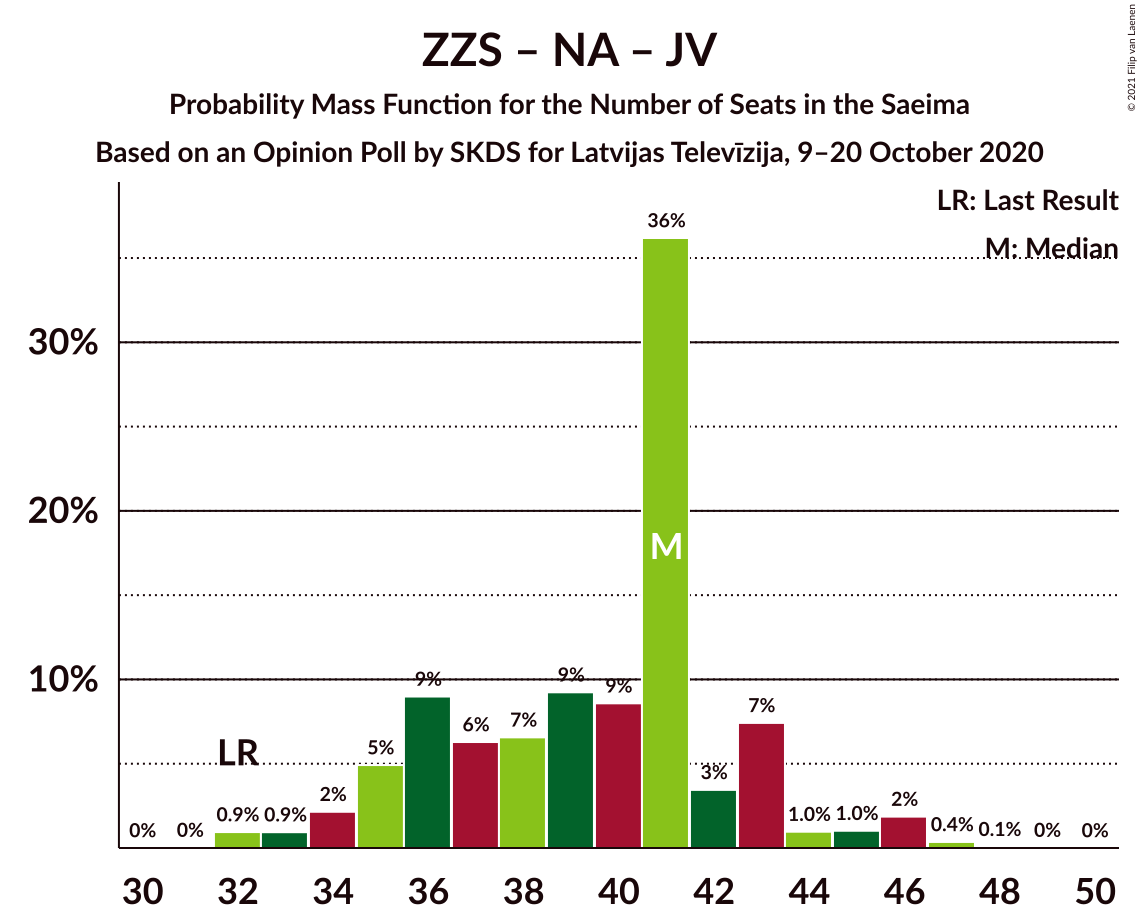 ZZS – NA – JV
Probability Mass Function for the Number of Seats in the Saeima
Based on an Opinion Poll by SKDS for Latvijas Televīzija, 9–20 October 2020
© 2021 Filip van Laenen
LR: Last Result
M: Median
30%
20%
10%
0%
0%
0.9%
0.9%
2%
5%
9%
6%
7%
9%
9%
36%
3%
7%
1.0%
1.0%
2%
0.4%
0.1%
0%
0%
LR
M
30 32 34 36 38 40 42 44 46 48 50